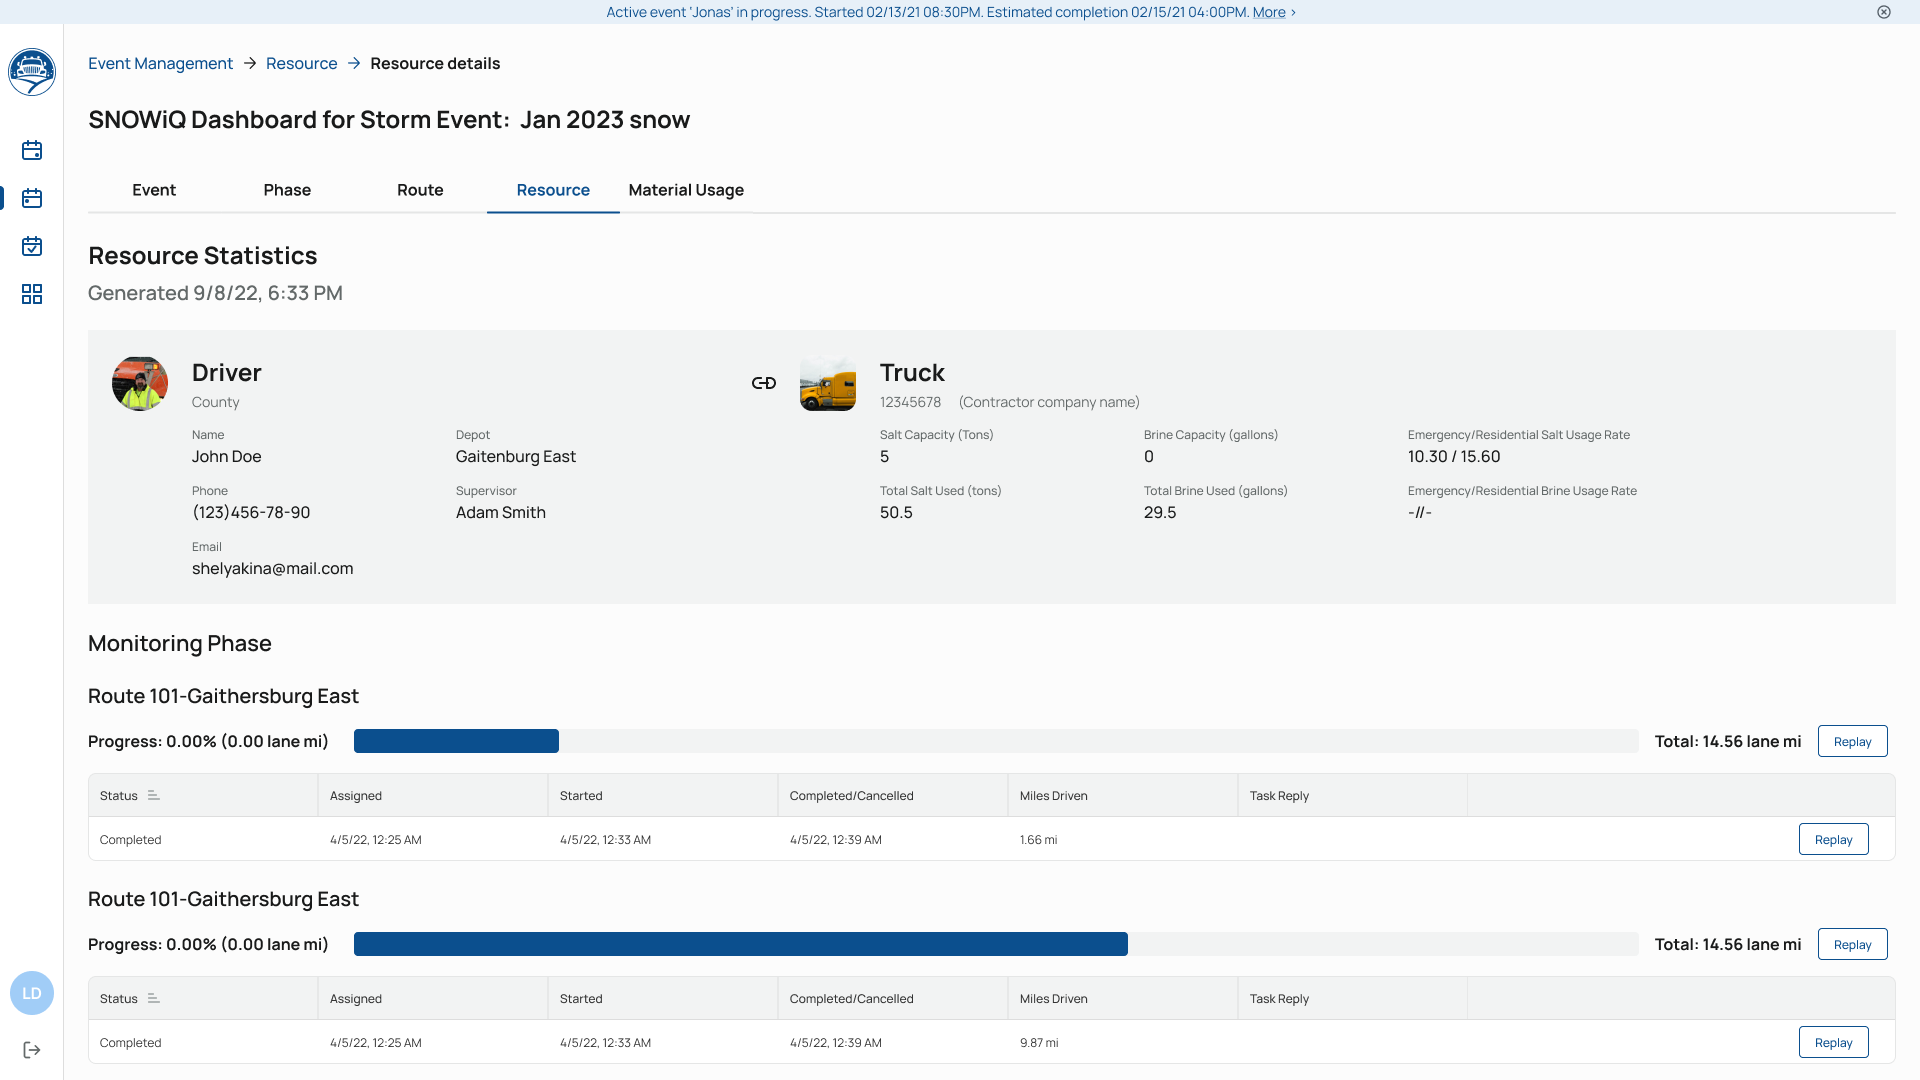 Active event 'Jonas' in progress. Started 02/13/21 08:30PM. Estimated completion 02/15/21 04:00PM. More ›
Event Management → Resource → Resource details
SNOWiQ Dashboard for Storm Event: Jan 2023 snow
Event Phase Route Resource Material Usage
Resource Statistics
Generated 9/8/22, 6:33 PM
Driver
County
Name
John Doe
Depot
Gaitenburg East
Phone
(123)456-78-90
Supervisor
Adam Smith
Email
shelyakina@mail.com
Truck
12345678 (Contractor company name)
Salt Capacity (Tons)
5
Brine Capacity (gallons)
0
Emergency/Residential Salt Usage Rate
10.30 / 15.60
Total Salt Used (tons)
50.5
Total Brine Used (gallons)
29.5
Emergency/Residential Brine Usage Rate
-//-
Monitoring Phase
Route 101-Gaithersburg East
Progress: 0.00% (0.00 lane mi) Total: 14.56 lane mi Replay
Status Assigned Started Completed/Cancelled Miles Driven Task Reply
Completed 4/5/22, 12:25 AM 4/5/22, 12:33 AM 4/5/22, 12:39 AM 1.66 mi Replay
Route 101-Gaithersburg East
Progress: 0.00% (0.00 lane mi) Total: 14.56 lane mi Replay
Status Assigned Started Completed/Cancelled Miles Driven Task Reply
Completed 4/5/22, 12:25 AM 4/5/22, 12:33 AM 4/5/22, 12:39 AM 9.87 mi Replay
LD